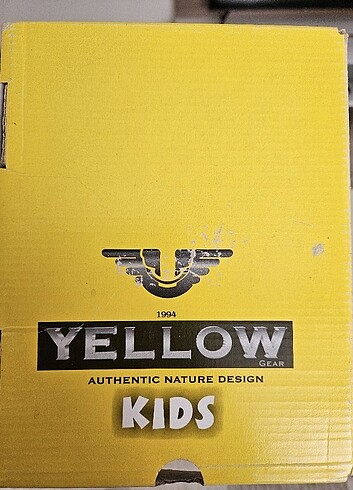 1994
YELLOW
GEAR
AUTHENTIC NATURE DESIGN
KIDS